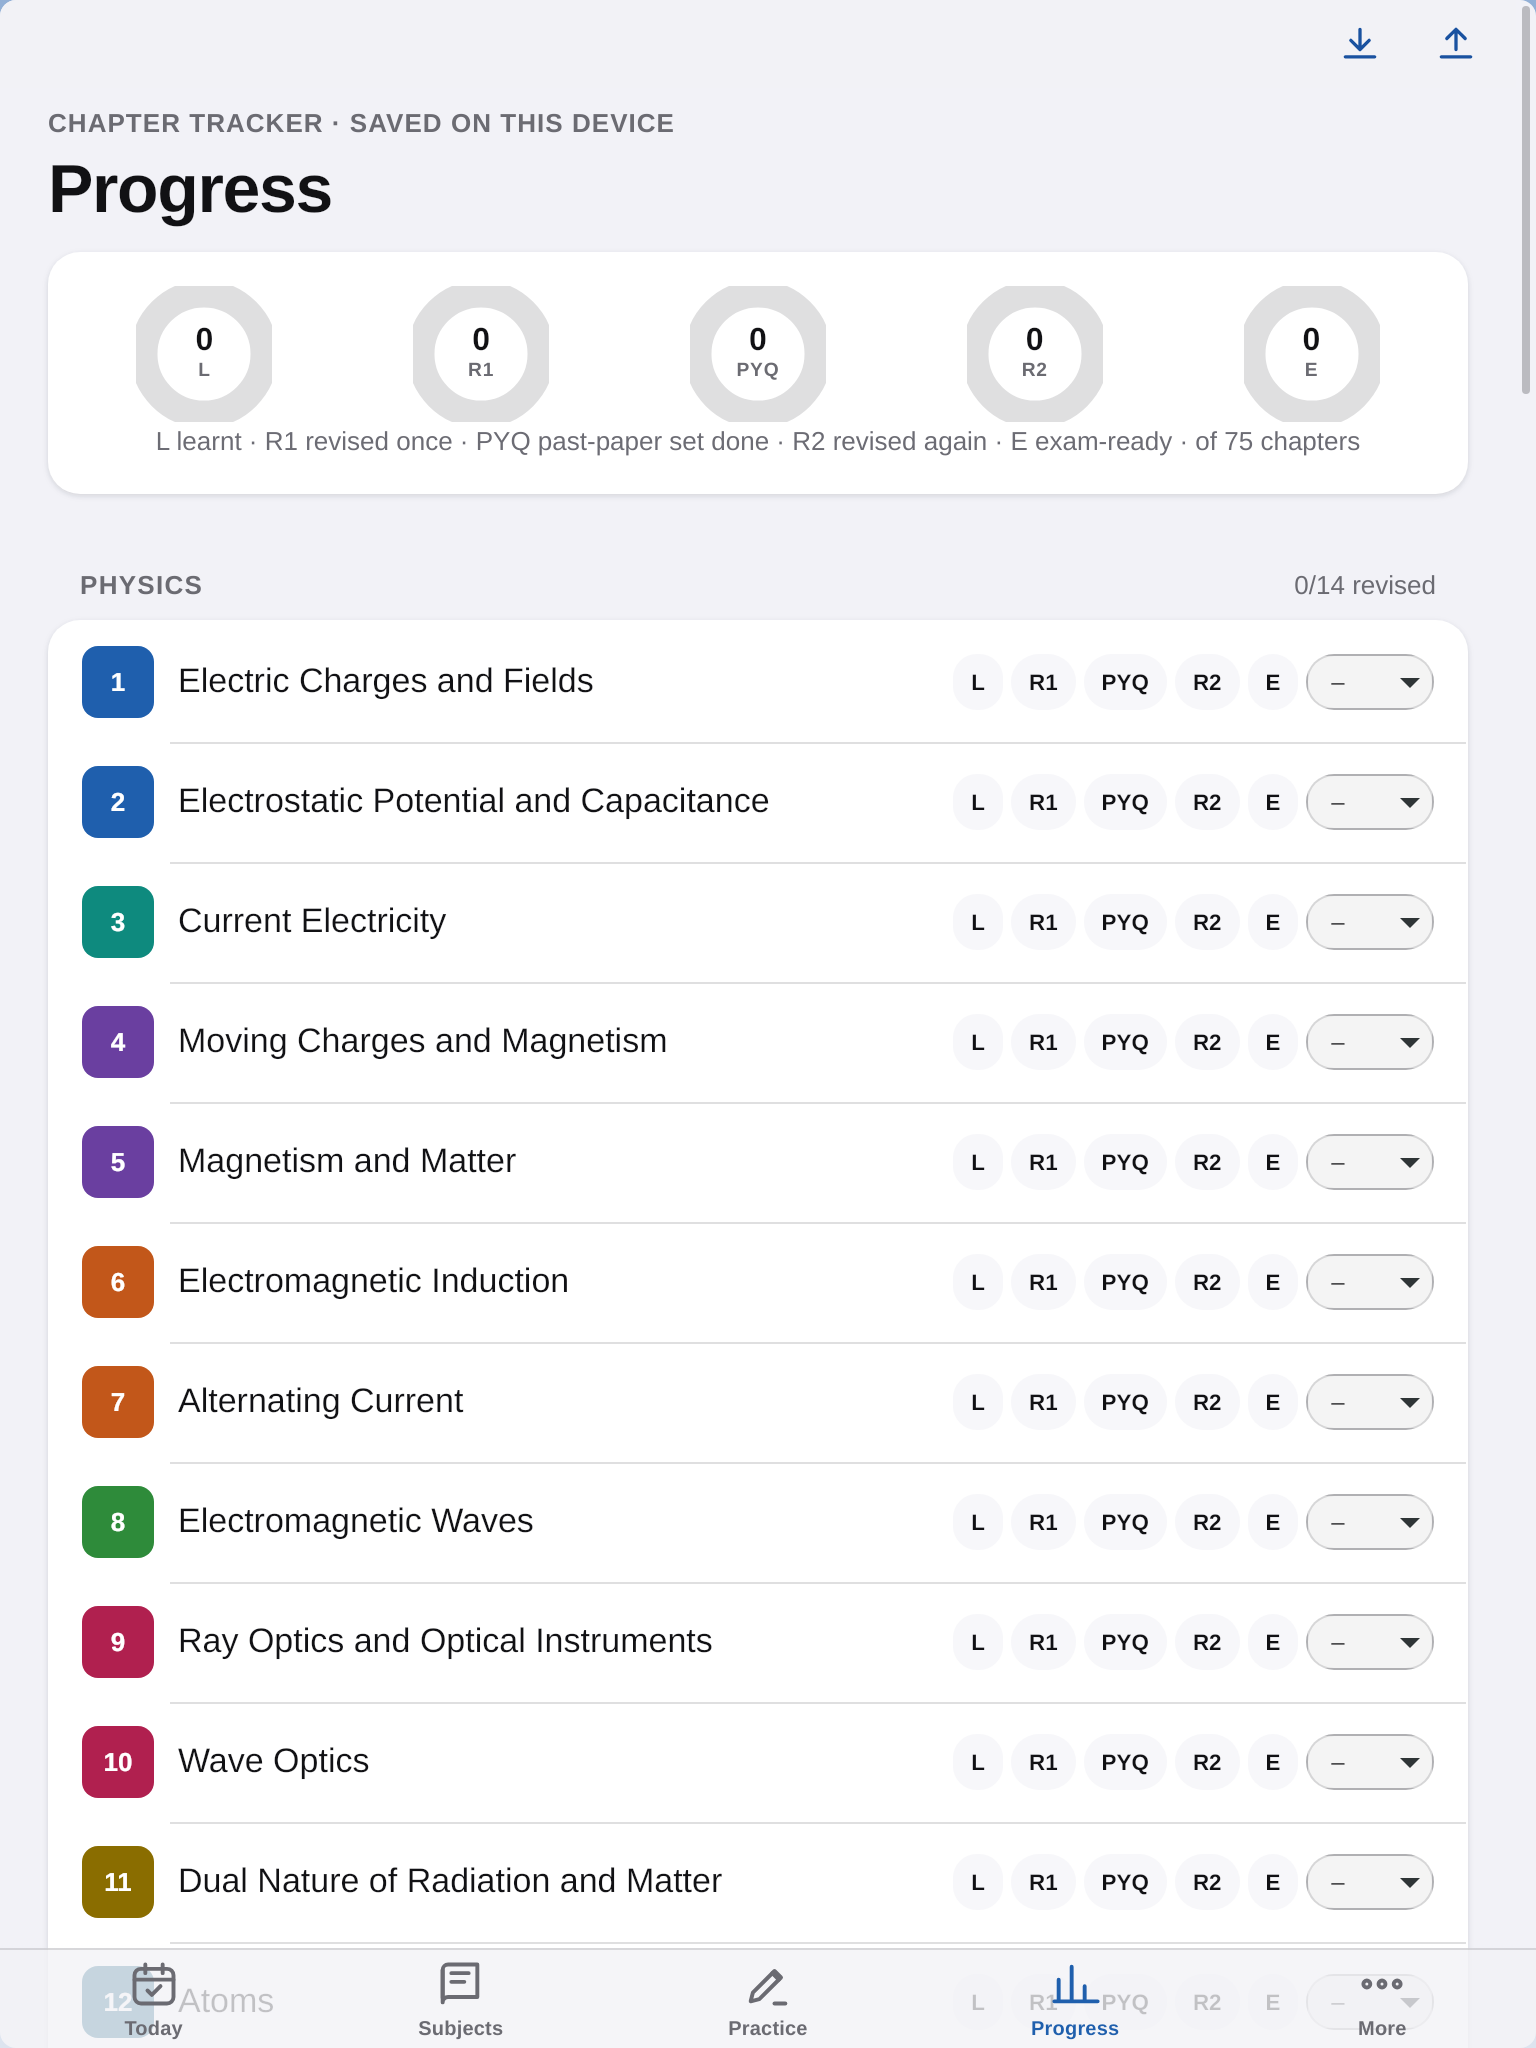 CHAPTER TRACKER · SAVED ON THIS DEVICE
Progress
0 0 0 0 0
L R1 PYQ R2 E
L learnt · R1 revised once · PYQ past-paper set done · R2 revised again · E exam-ready · of 75 chapters
PHYSICS 0/14 revised
1 Electric Charges and Fields L R1 PYQ R2 E –
2 Electrostatic Potential and Capacitance L R1 PYQ R2 E –
3 Current Electricity L R1 PYQ R2 E –
4 Moving Charges and Magnetism L R1 PYQ R2 E –
5 Magnetism and Matter L R1 PYQ R2 E –
6 Electromagnetic Induction L R1 PYQ R2 E –
7 Alternating Current L R1 PYQ R2 E –
8 Electromagnetic Waves L R1 PYQ R2 E –
9 Ray Optics and Optical Instruments L R1 PYQ R2 E –
10 Wave Optics L R1 PYQ R2 E –
11 Dual Nature of Radiation and Matter L R1 PYQ R2 E –
12 Atoms L R1 PYQ R2 E –
Today Subjects Practice Progress More